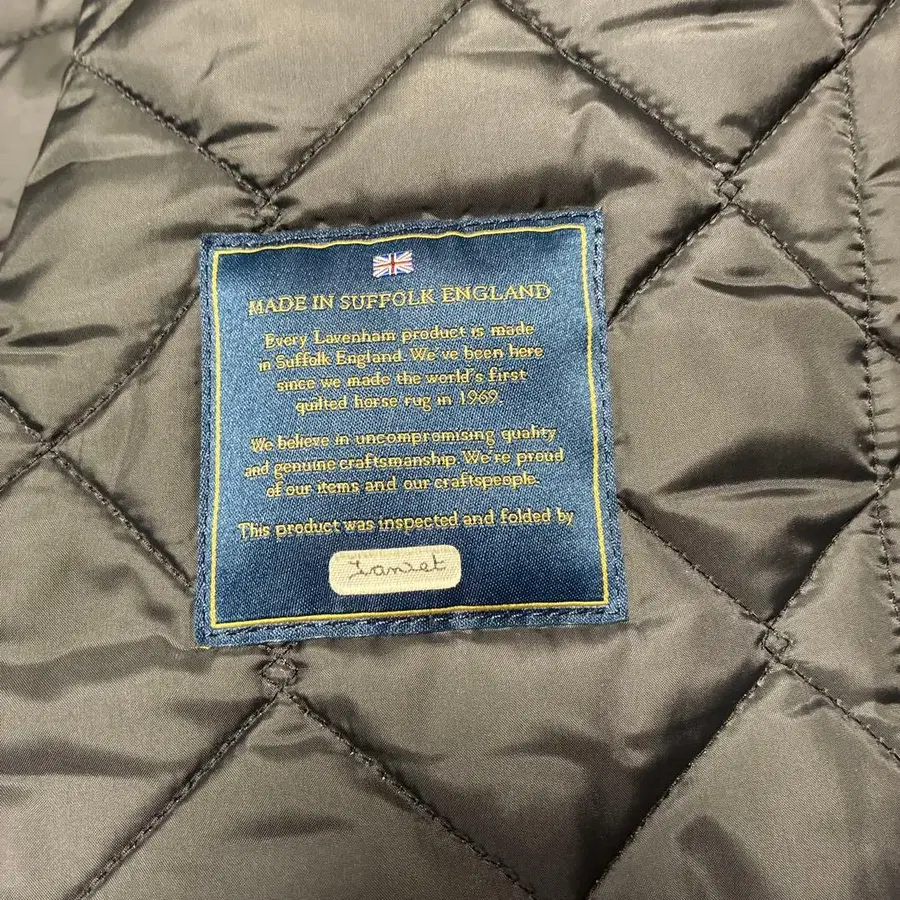 MADE IN SUFFOLK ENGLAND
Every Lavenham product is made
in Suffolk England. We've been here
since we made the world's first
quilted horse rug in 1969.
We believe in uncompromising quality
and genuine craftsmanship. We're proud
of our items and our craftspeople.
This product was inspected and folded by